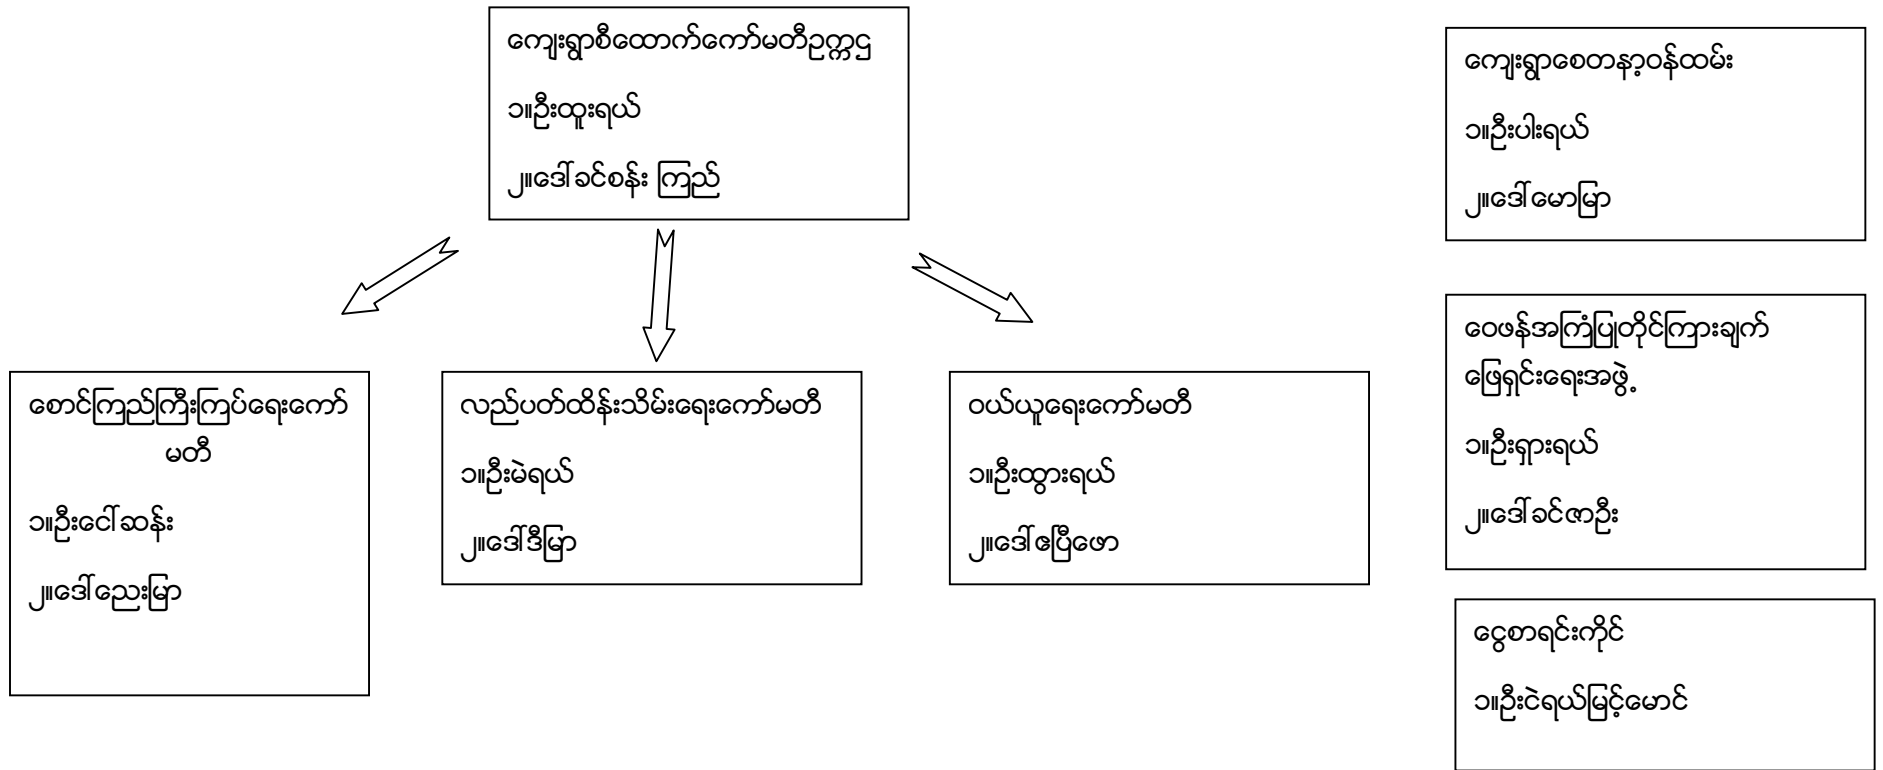 ကျေးရွာစီထောက်ကော်မတီဥက္ကဌ
၁။ဦးထူးရယ်
၂။ဒေါ်ခင်စန်း ကြည်
ကျေးရွာစေတနာ့ဝန်ထမ်း
၁။ဦးပါးရယ်
၂။ဒေါ်မောမြာ
စောင်ကြည်ကြီးကြပ်ရေးကော်
မတီ
၁။ဦးငေါ်ဆန်း
၂။ဒေါ်ညေးမြာ
လည်ပတ်ထိန်းသိမ်းရေးကော်မတီ
၁။ဦးမဲရယ်
၂။ဒေါ်ဒီမြာ
ဝယ်ယူရေးကော်မတီ
၁။ဦးထွားရယ်
၂။ဒေါ်ဧပြီဖော
ဝေဖန်အကြံပြုတိုင်ကြားချက်
ဖြေရှင်းရေးအဖွဲ့
၁။ဦးရှားရယ်
၂။ဒေါ်ခင်ဇာဦး
ငွေစာရင်းကိုင်
၁။ဦးငဲရယ်မြင့်မောင်